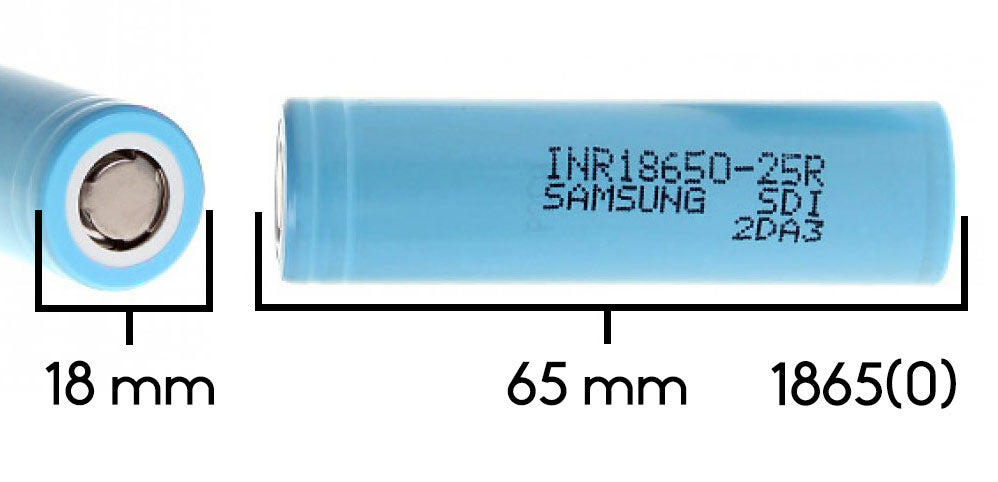 INR18650-25R
SAMSUNG SDI
2DA3
18 mm
65 mm
1865(0)